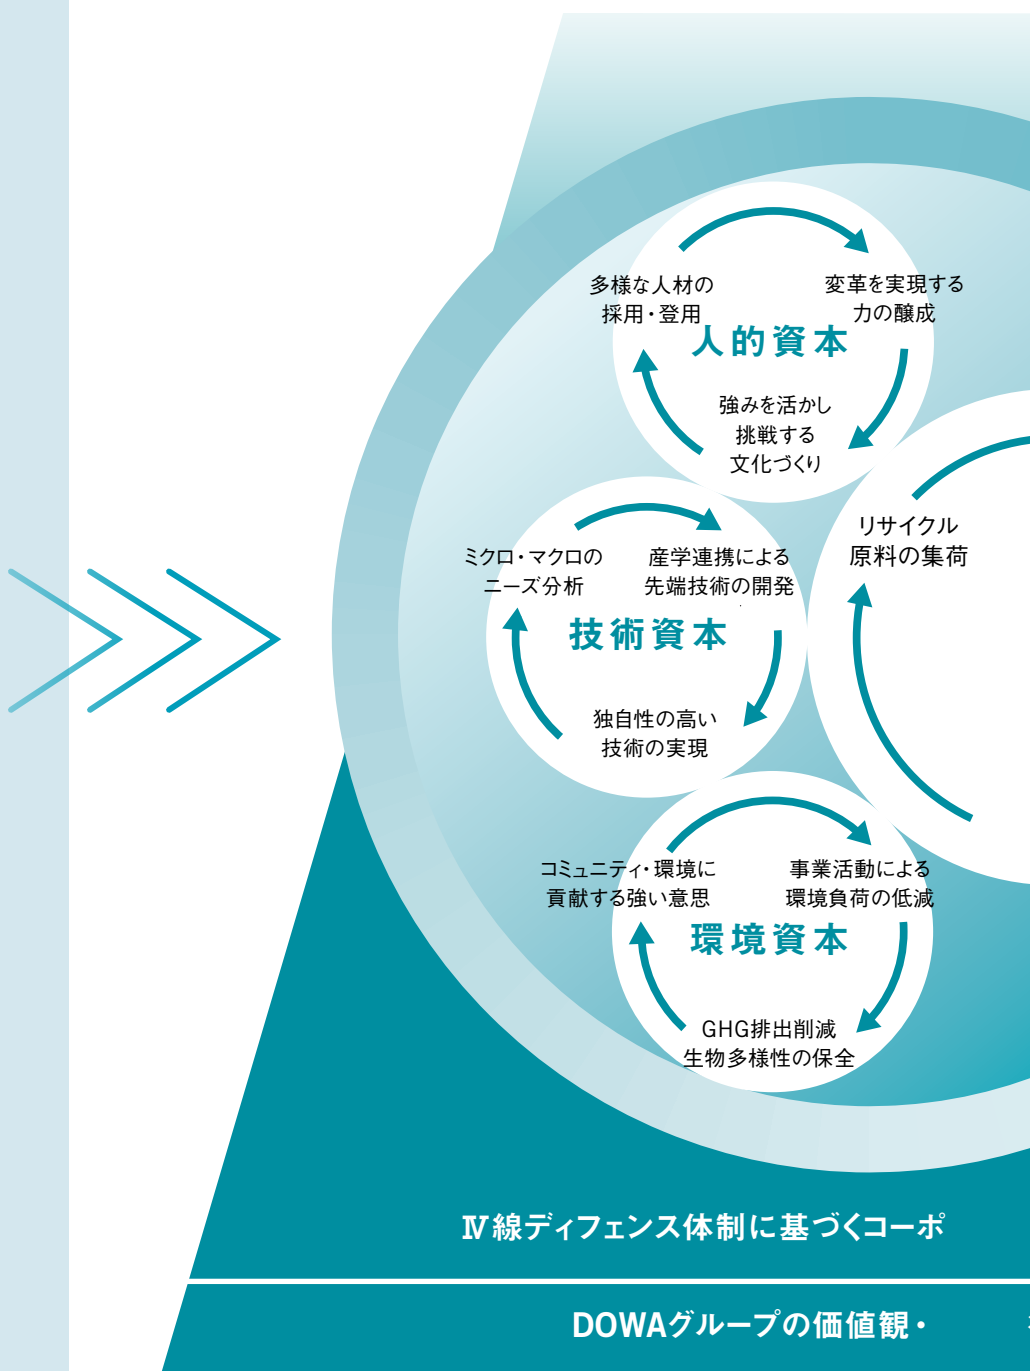 多様な人材の
採用・登用
変革を実現する
力の醸成
人的資本
強みを活かし
挑戦する
文化づくり
リサイクル
原料の集荷
ミクロ・マクロの
ニーズ分析
産学連携による
先端技術の開発
技術資本
独自性の高い
技術の実現
コミュニティ・環境に
貢献する強い意思
事業活動による
環境負荷の低減
環境資本
GHG排出削減
生物多様性の保全
Ⅳ線ディフェンス体制に基づくコーポ
DOWAグループの価値観・